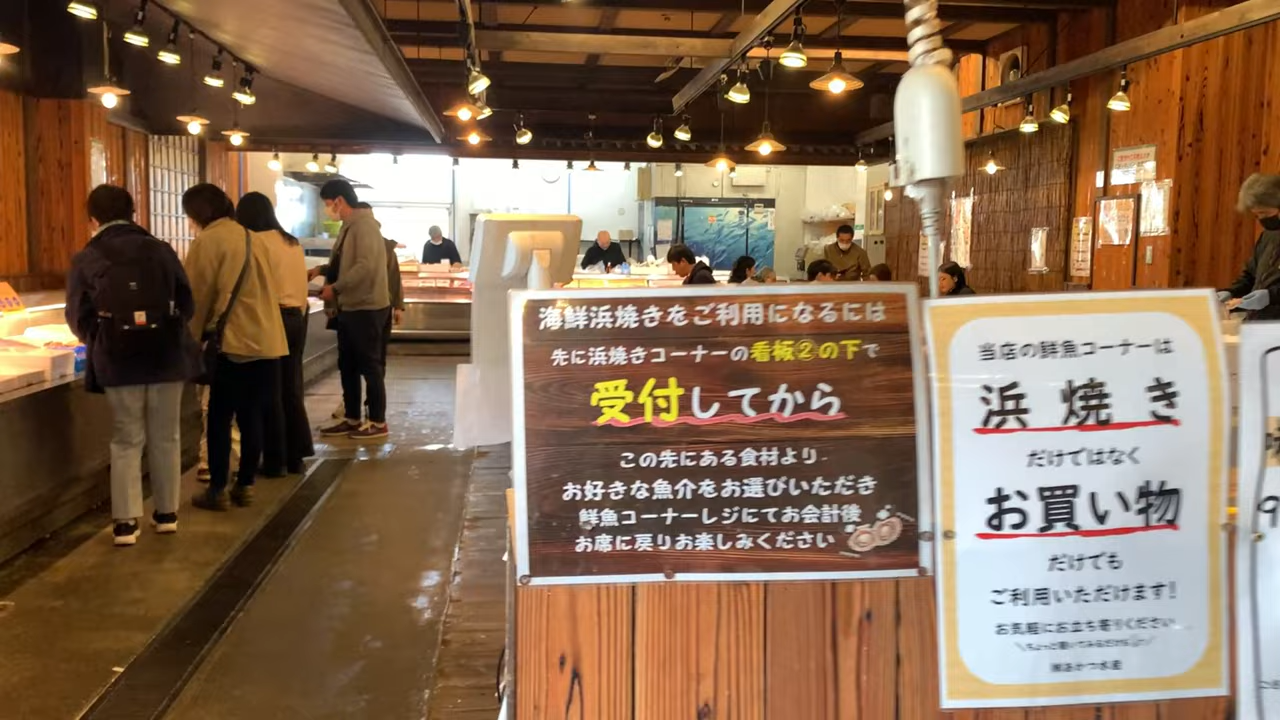 海鮮浜焼きをご利用になるには
先に浜焼きコーナーの看板②の下で
受付してから
この先にある食材より
お好きな魚介をお選びいただき
鮮魚コーナーレジにてお会計後
お席に戻りお楽しみください
当店の鮮魚コーナーは
浜焼き
だけではなく
お買い物
だけでも
ご利用いただけます!
お気軽にお立ち寄りください